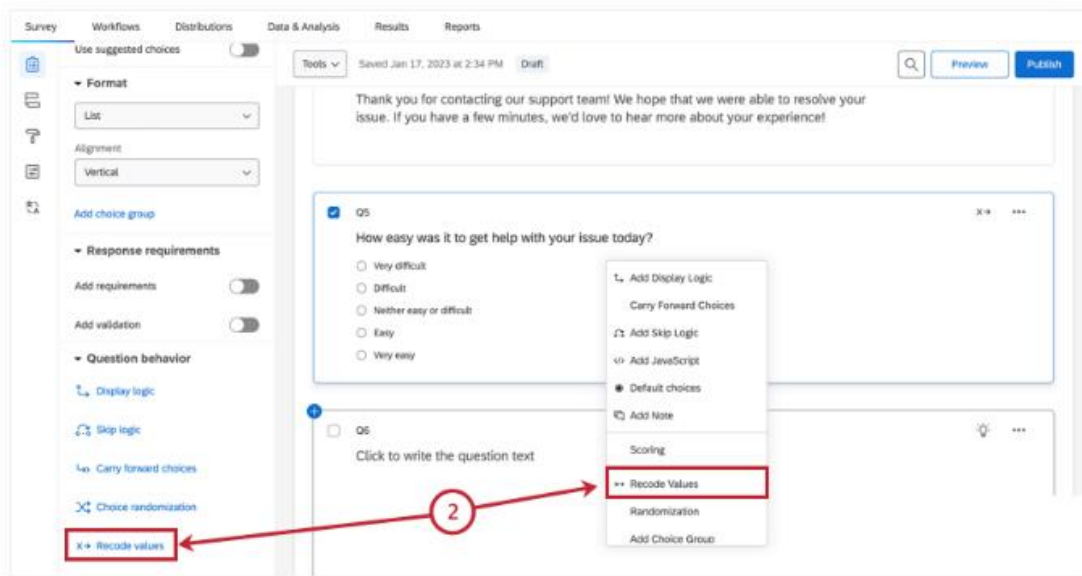 Survey Workflows Distributions Data & Analysis Results Reports
Use suggested choices
Format
List
Alignment
Vertical
Add choice group
Response requirements
Add requirements
Add validation
Question behavior
Display logic
Skip logic
Carry forward choices
Choice randomization
X→ Recode values
Tools Saved Jan 17, 2023 at 2:34 PM Draft Preview Publish
Thank you for contacting our support team! We hope that we were able to resolve your
issue. If you have a few minutes, we'd love to hear more about your experience!
Q5 X→
How easy was it to get help with your issue today?
Very difficult
Difficult
Neither easy or difficult
Easy
Very easy
Add Display Logic
Carry Forward Choices
Add Skip Logic
Add JavaScript
Default choices
Add Note
Scoring
Recode Values
Randomization
Add Choice Group
Q6
Click to write the question text
2